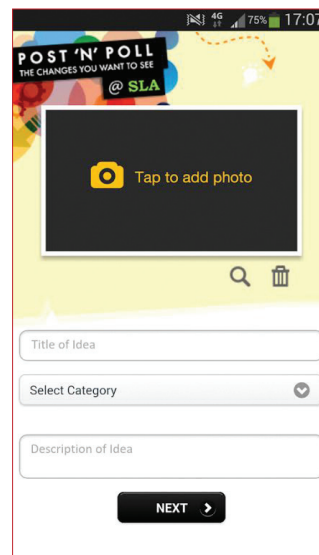 4G 75% 17:07
POST 'N' POLL
THE CHANGES YOU WANT TO SEE
@ SLA
Tap to add photo
Title of Idea
Select Category
Description of Idea
NEXT